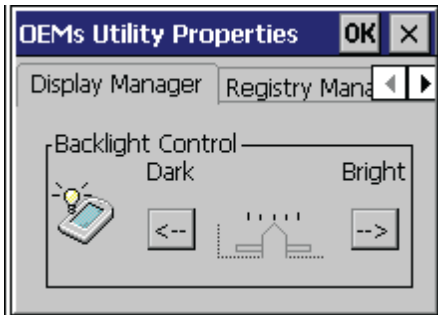 OEMs Utility Properties OK ×
Display Manager Registry Mana
Backlight Control
Dark Bright
<-- -->